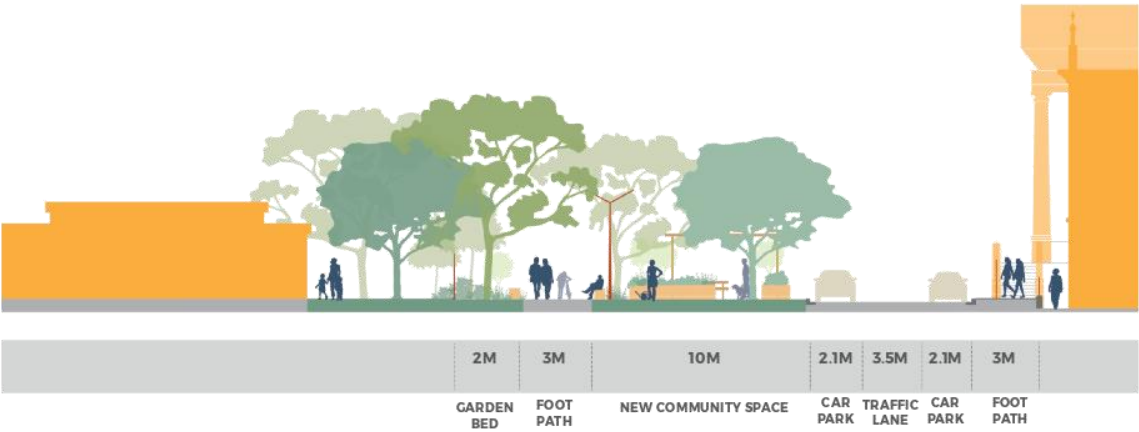 2M 3M 10M 2.1M 3.5M 2.1M 3M
GARDEN BED
FOOT PATH
NEW COMMUNITY SPACE
CAR PARK
TRAFFIC LANE
CAR PARK
FOOT PATH